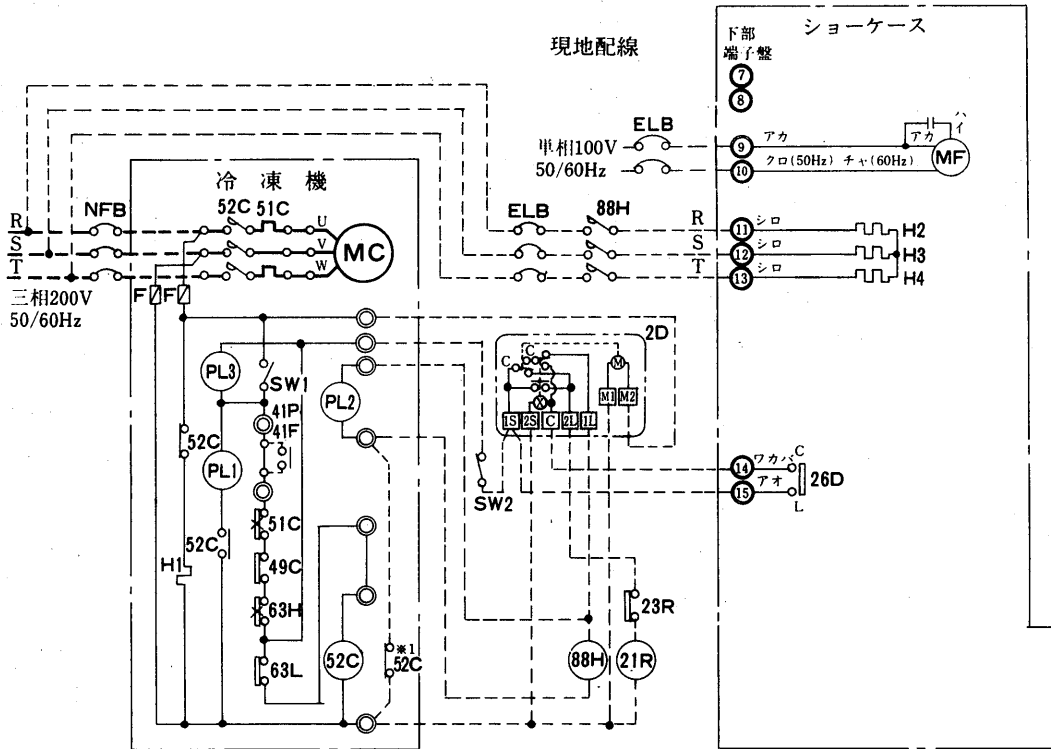 現地配線
ショーケース
下部
端子盤
7
8
ELB
単相100V
50/60Hz
9
アカ
アカ
ハイ
MF
10
クロ(50Hz) チャ(60Hz)
冷凍機
NFB
52C 51C
U
V
W
MC
R
S
T
三相200V
50/60Hz
F F
ELB
88H
R
S
T
11
シロ
H2
12
シロ
H3
13
シロ
H4
PL3
SW1
41P
41F
PL2
52C
PL1
51C
52C
49C
H1
63H
63L
52C
※1
52C
SW2
2D
C
C
M
X
M1
M2
1S
2S
C
2L
1L
14
ワカバ
C
26D
15
アオ
L
23R
88H
21R